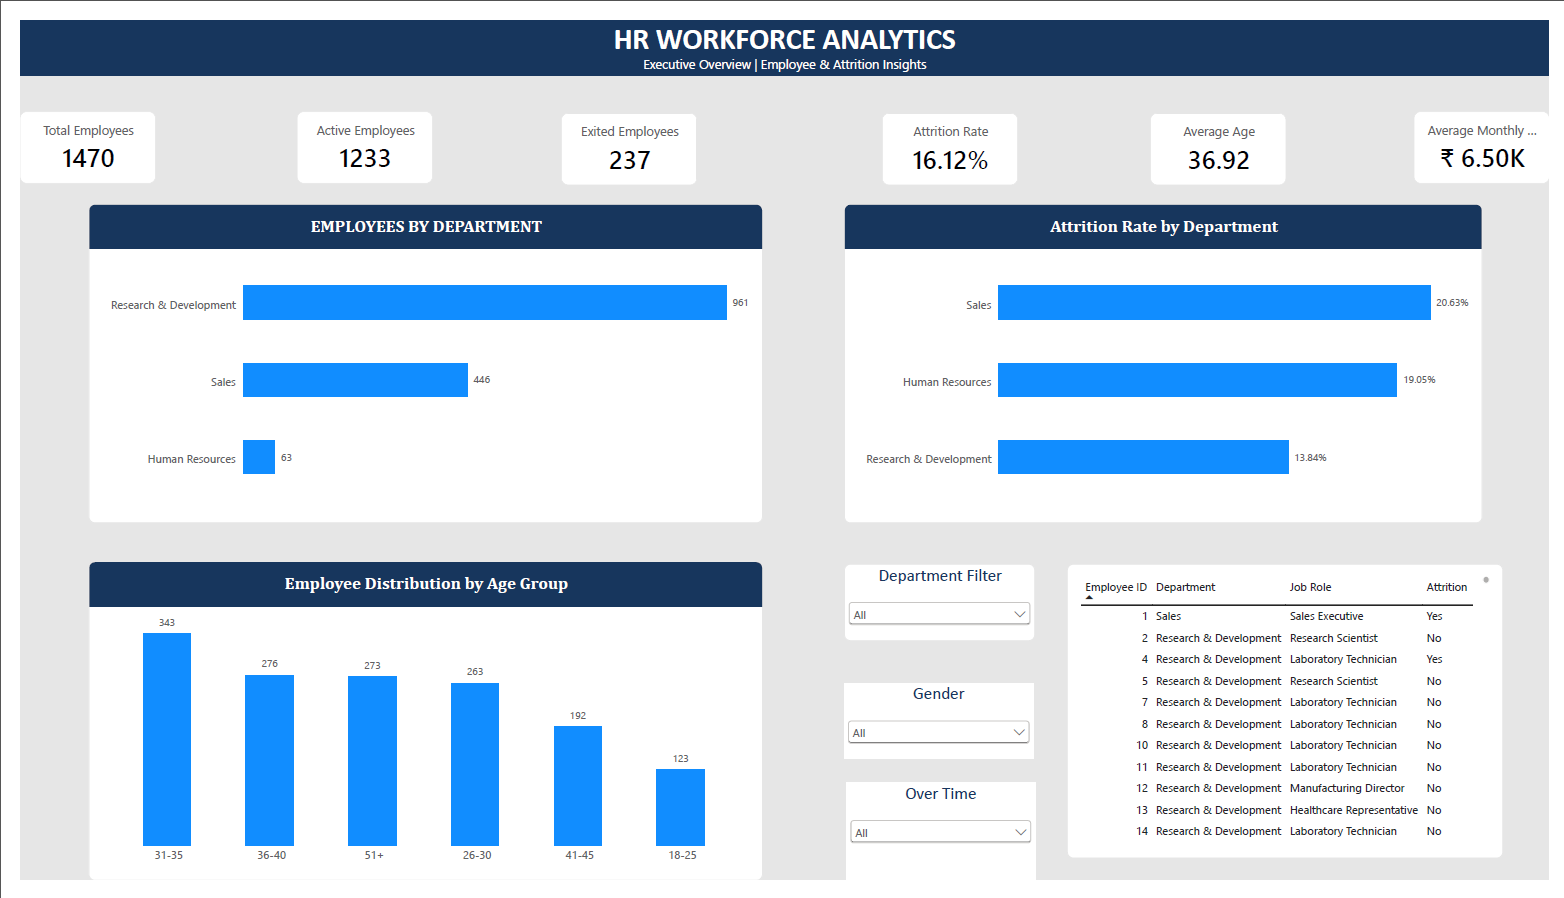 HR WORKFORCE ANALYTICS
Executive Overview | Employee & Attrition Insights
Total Employees
1470
Active Employees
1233
Exited Employees
237
Attrition Rate
16.12%
Average Age
36.92
Average Monthly ...
₹ 6.50K
EMPLOYEES BY DEPARTMENT
Research & Development 961
Sales 446
Human Resources 63
Attrition Rate by Department
Sales 20.63%
Human Resources 19.05%
Research & Development 13.84%
Employee Distribution by Age Group
343 276 273 263 192 123
31-35 36-40 51+ 26-30 41-45 18-25
Department Filter
All
Gender
All
Over Time
All
Employee ID Department Job Role Attrition
1 Sales Sales Executive Yes
2 Research & Development Research Scientist No
4 Research & Development Laboratory Technician Yes
5 Research & Development Research Scientist No
7 Research & Development Laboratory Technician No
8 Research & Development Laboratory Technician No
10 Research & Development Laboratory Technician No
11 Research & Development Laboratory Technician No
12 Research & Development Manufacturing Director No
13 Research & Development Healthcare Representative No
14 Research & Development Laboratory Technician No